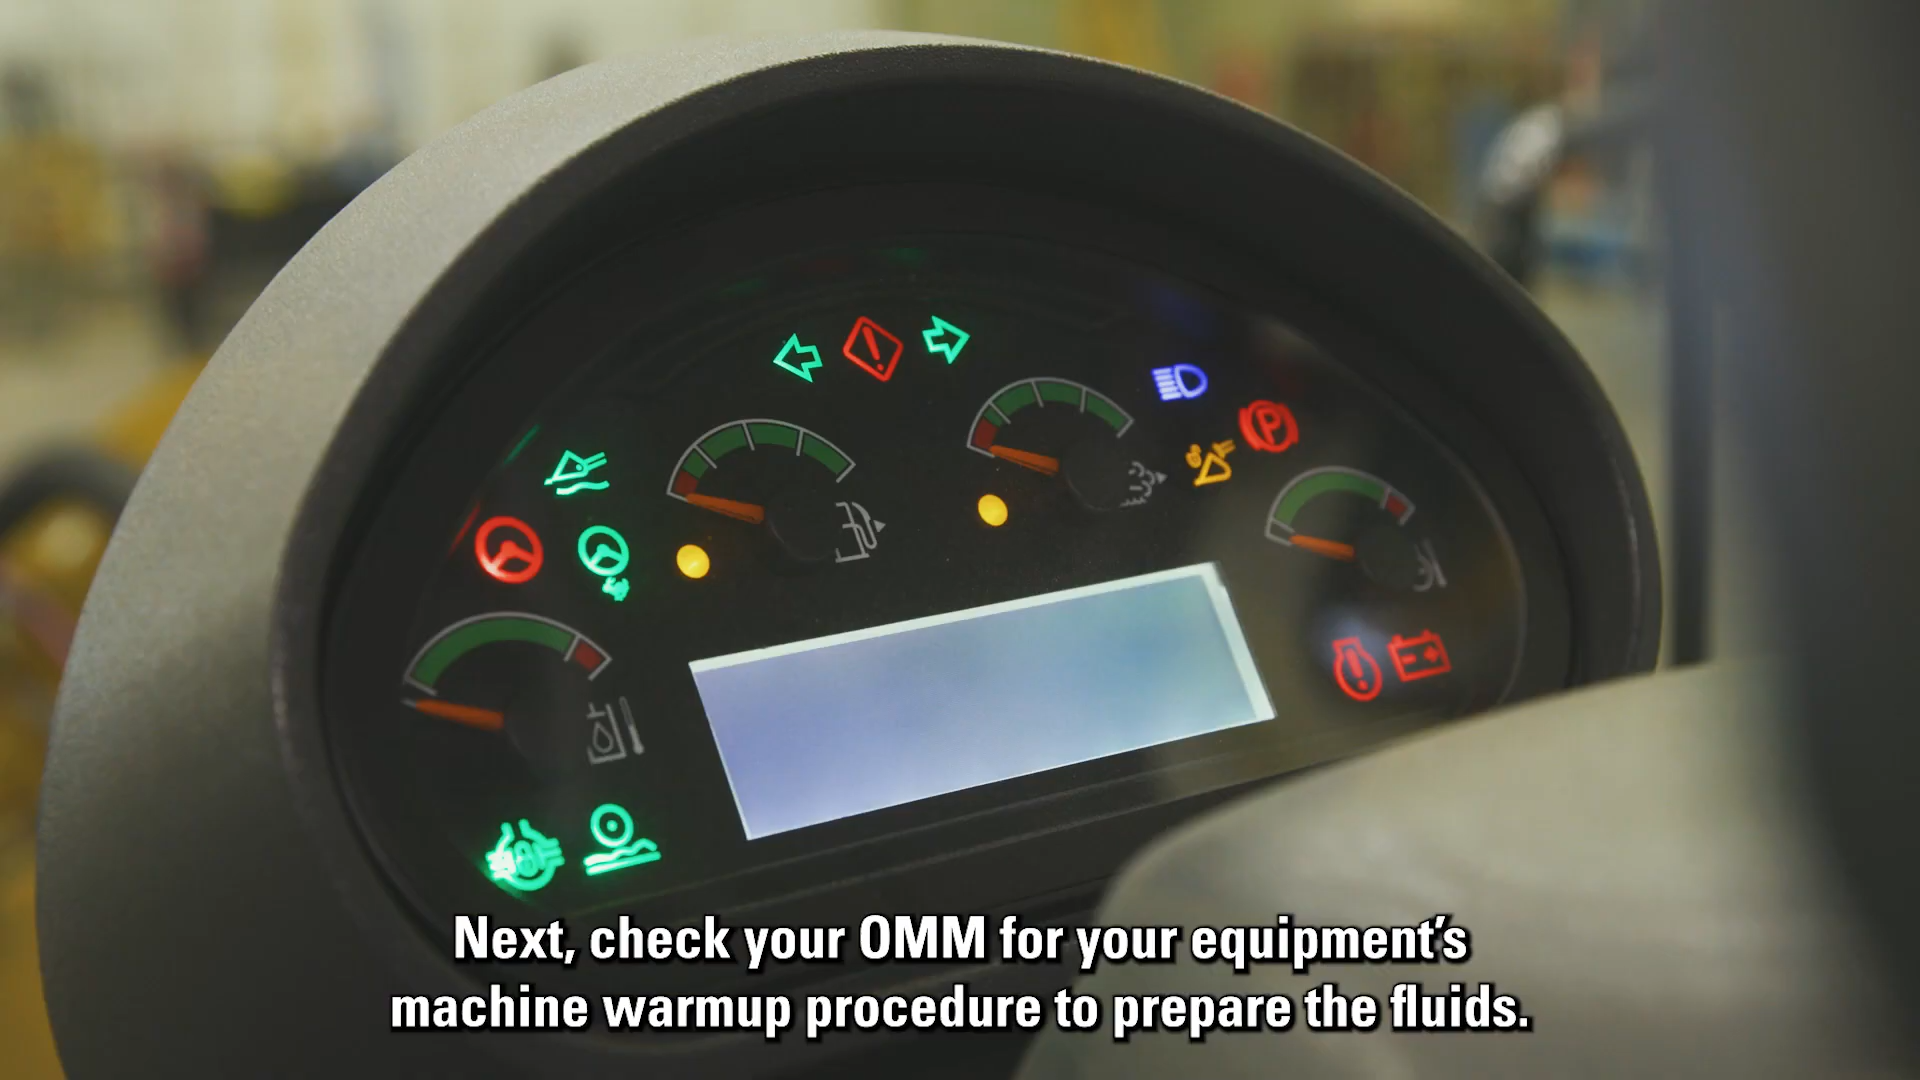 P
Next, check your OMM for your equipment's
machine warmup procedure to prepare the fluids.